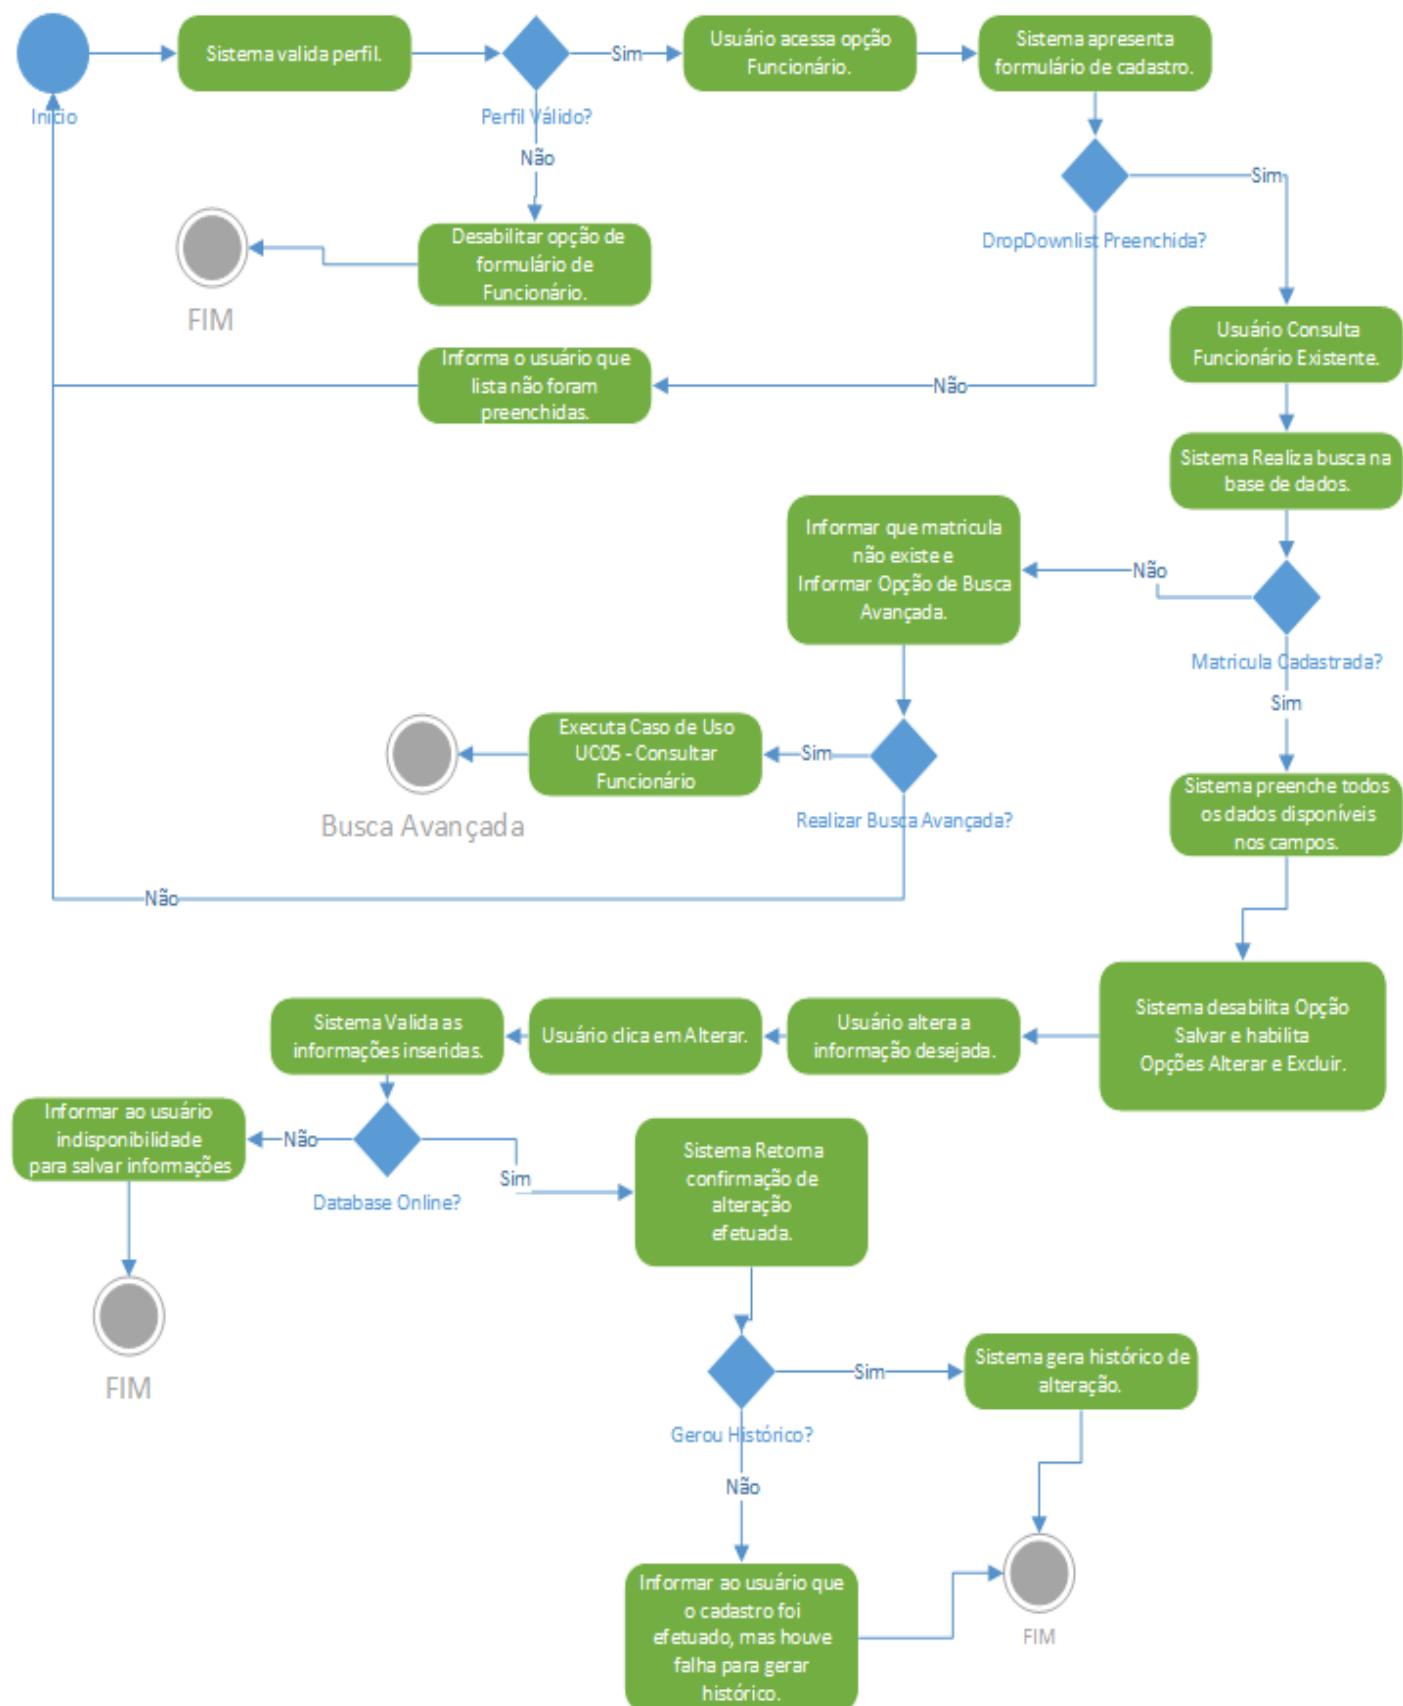 Início
Sistema valida perfil.
Perfil Válido?
Sim
Usuário acessa opção
Funcionário.
Sistema apresenta
formulário de cadastro.
Não
Desabilitar opção de
formulário de
Funcionário.
FIM
DropDownlist Preenchida?
Sim
Não
Informa o usuário que
lista não foram
preenchidas.
Usuário Consulta
Funcionário Existente.
Sistema Realiza busca na
base de dados.
Matricula Cadastrada?
Não
Informar que matricula
não existe e
Informar Opção de Busca
Avançada.
Sim
Realizar Busca Avançada?
Sim
Executa Caso de Uso
UC05 - Consultar
Funcionário
Busca Avançada
Não
Sistema preenche todos
os dados disponíveis
nos campos.
Sistema desabilita Opção
Salvar e habilita
Opções Alterar e Excluir.
Usuário altera a
informação desejada.
Usuário clica em Alterar.
Sistema Valida as
informações inseridas.
Database Online?
Não
Informar ao usuário
indisponibilidade
para salvar informações
FIM
Sim
Sistema Retorna
confirmação de
alteração
efetuada.
Gerou Histórico?
Sim
Sistema gera histórico de
alteração.
Não
Informar ao usuário que
o cadastro foi
efetuado, mas houve
falha para gerar
histórico.
FIM